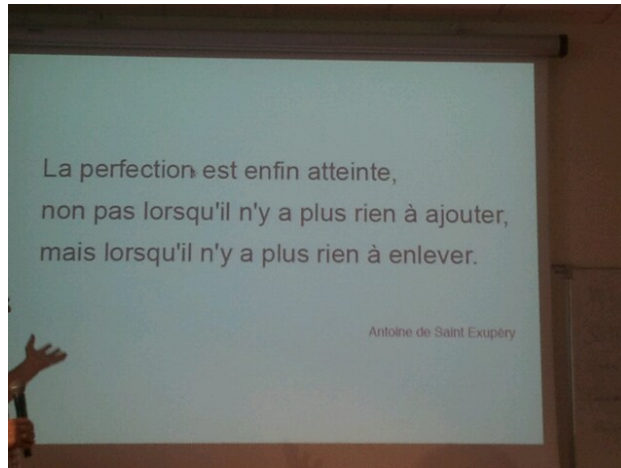 La perfection est enfin atteinte,
non pas lorsqu'il n'y a plus rien à ajouter,
mais lorsqu'il n'y a plus rien à enlever.
Antoine de Saint Exupéry